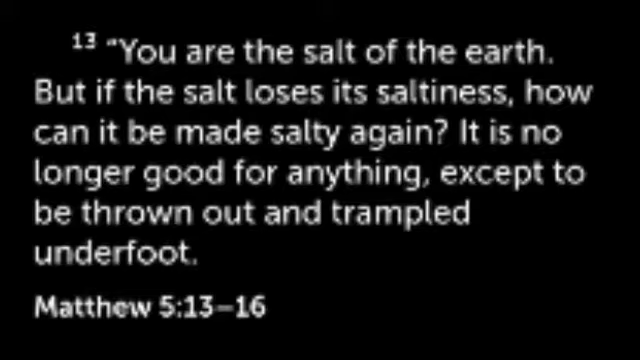 13 “You are the salt of the earth.
But if the salt loses its saltiness, how
can it be made salty again? It is no
longer good for anything, except to
be thrown out and trampled
underfoot.
Matthew 5:13–16